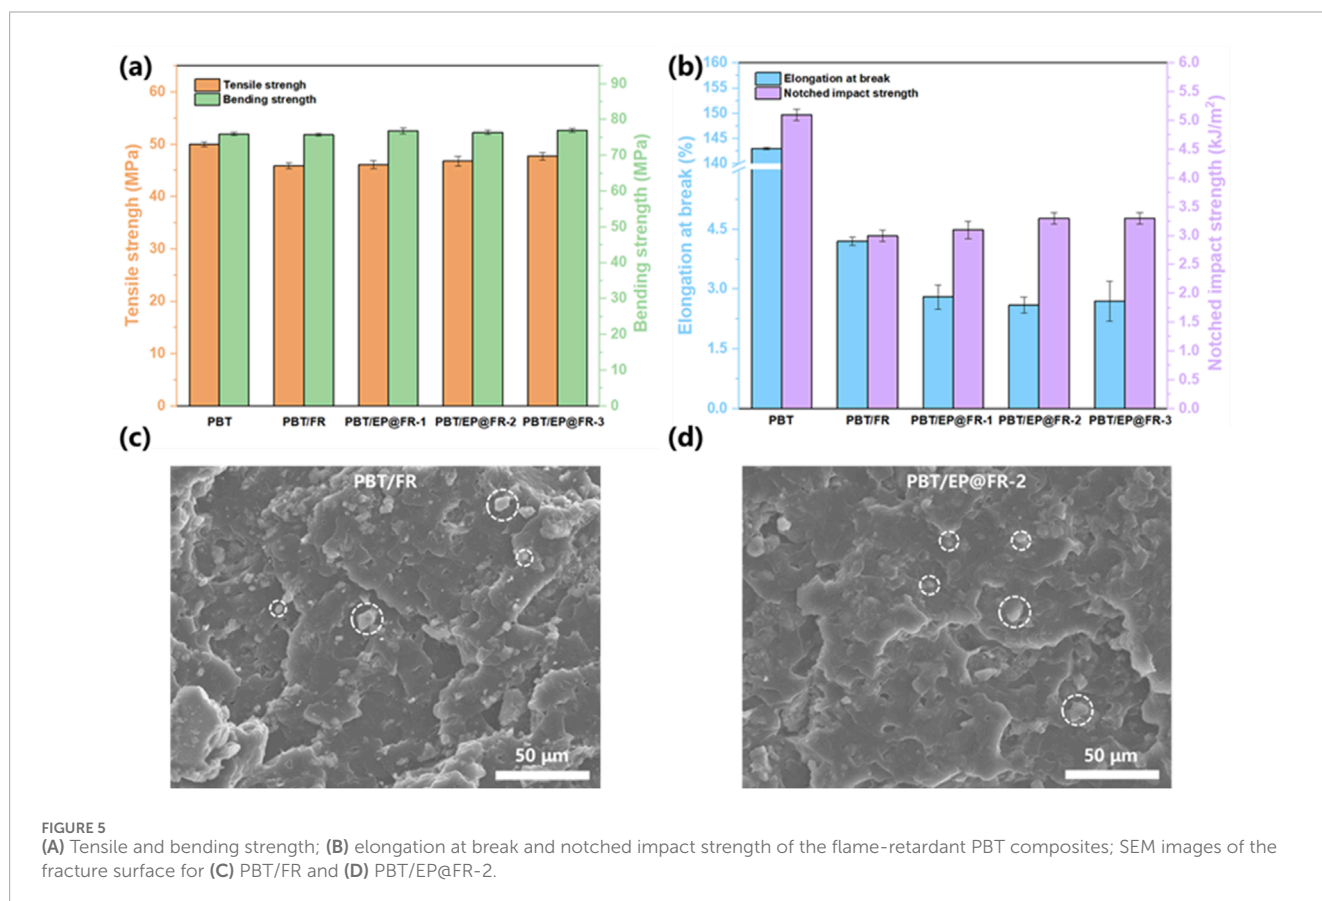 (a)
Tensile strengh
Bending strength
60
50
40
30
20
10
0
Tensile strengh (MPa)
90
80
70
60
50
40
30
20
10
0
Bending strength (MPa)
PBT PBT/FR PBT/EP@FR-1 PBT/EP@FR-2 PBT/EP@FR-3
(b)
Elongation at break
Notched impact strength
160
155
150
145
140
4.5
3.0
1.5
0.0
Elongation at break (%)
6.0
5.5
5.0
4.5
4.0
3.5
3.0
2.5
2.0
1.5
1.0
0.5
0.0
Notched impact strength (kJ/m²)
PBT PBT/FR PBT/EP@FR-1 PBT/EP@FR-2 PBT/EP@FR-3
(c)
PBT/FR
50 μm
(d)
PBT/EP@FR-2
50 μm
FIGURE 5
(A) Tensile and bending strength; (B) elongation at break and notched impact strength of the flame-retardant PBT composites; SEM images of the
fracture surface for (C) PBT/FR and (D) PBT/EP@FR-2.